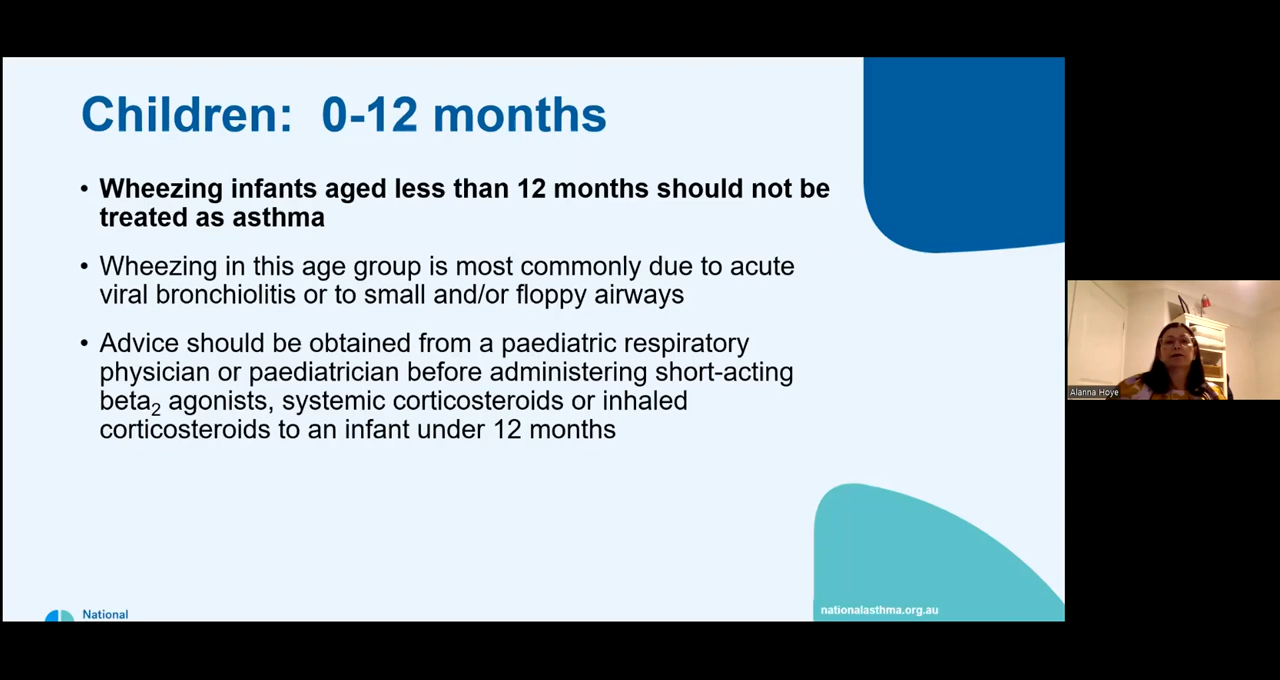 Children: 0-12 months
• Wheezing infants aged less than 12 months should not be
treated as asthma
• Wheezing in this age group is most commonly due to acute
viral bronchiolitis or to small and/or floppy airways
• Advice should be obtained from a paediatric respiratory
physician or paediatrician before administering short-acting
beta₂ agonists, systemic corticosteroids or inhaled
corticosteroids to an infant under 12 months
Alanna Hoye
National
nationalasthma.org.au